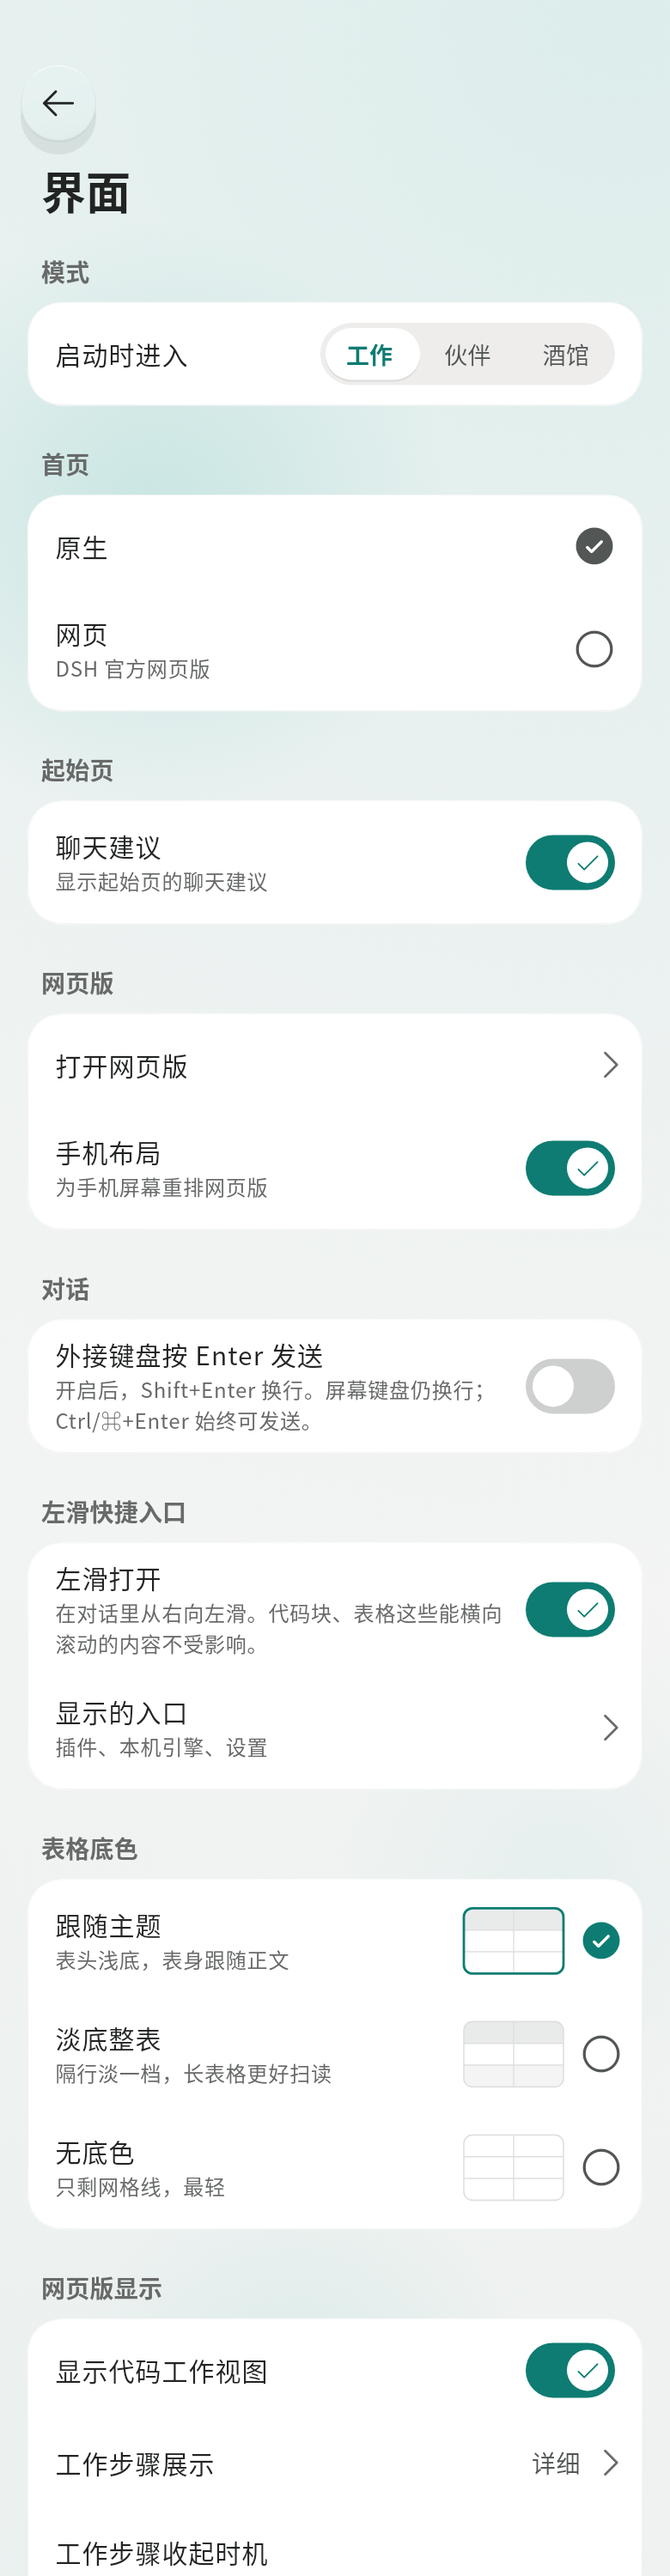 界面
模式
启动时进入
工作 伙伴 酒馆
首页
原生
网页
DSH 官方网页版
起始页
聊天建议
显示起始页的聊天建议
网页版
打开网页版
手机布局
为手机屏幕重排网页版
对话
外接键盘按 Enter 发送
开启后，Shift+Enter 换行。屏幕键盘仍换行；
Ctrl/⌘+Enter 始终可发送。
左滑快捷入口
左滑打开
在对话里从右向左滑。代码块、表格这些能横向
滚动的内容不受影响。
显示的入口
插件、本机引擎、设置
表格底色
跟随主题
表头浅底，表身跟随正文
淡底整表
隔行淡一档，长表格更好扫读
无底色
只剩网格线，最轻
网页版显示
显示代码工作视图
工作步骤展示 详细
工作步骤收起时机